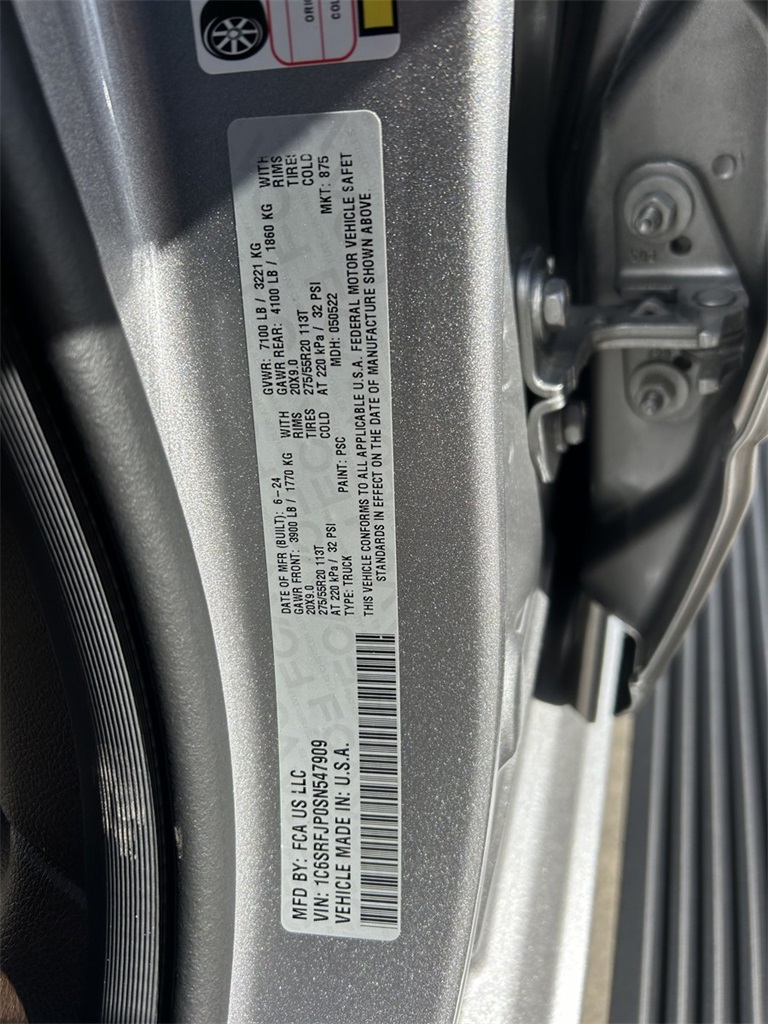 ORI
COL
MFD BY: FCA US LLC
VIN: 1C6SRFJP0SN547909
VEHICLE MADE IN: U.S.A.
DATE OF MFR (BUILT): 6-24 GVWR: 7100 LB / 3221 KG
GAWR FRONT: 3900 LB / 1770 KG WITH GAWR REAR: 4100 LB / 1860 KG WITH
20X9.0 RIMS 20X9.0 RIMS
275/55R20 113T TIRES 275/55R20 113T TIRES
AT 220 kPa / 32 PSI COLD AT 220 kPa / 32 PSI COLD
TYPE: TRUCK PAINT: PSC MDH: 050522 MKT: 875
THIS VEHICLE CONFORMS TO ALL APPLICABLE U.S.A. FEDERAL MOTOR VEHICLE SAFET
STANDARDS IN EFFECT ON THE DATE OF MANUFACTURE SHOWN ABOVE